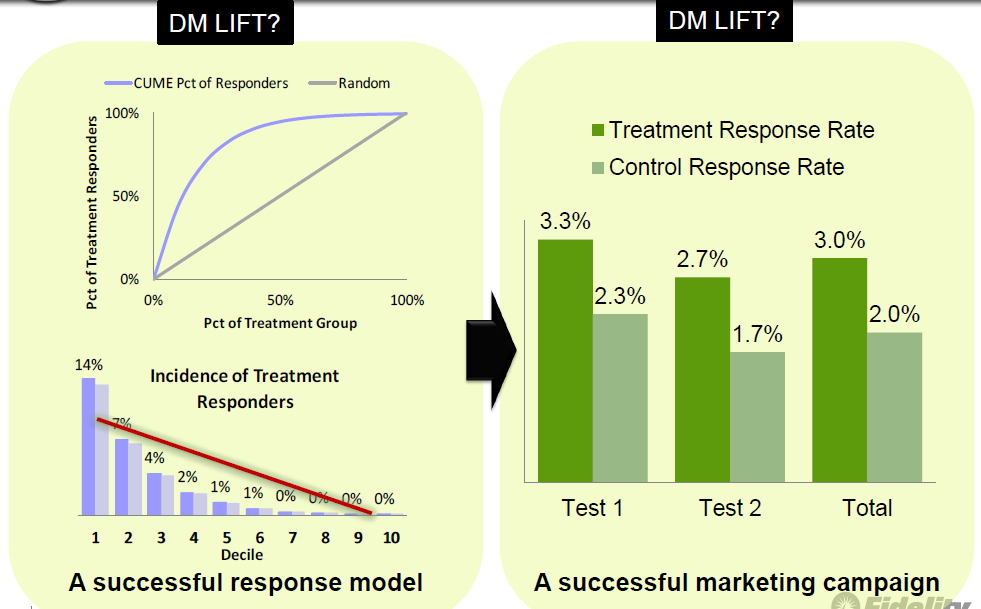 DM LIFT?
CUME Pct of Responders
Random
Pct of Treatment Responders
100%
50%
0%
0%
50%
100%
Pct of Treatment Group
Incidence of Treatment
Responders
14%
7%
4%
2%
1%
1%
0%
0%
0%
0%
1
2
3
4
5
6
7
8
9
10
Decile
A successful response model
DM LIFT?
Treatment Response Rate
Control Response Rate
3.3%
2.3%
2.7%
1.7%
3.0%
2.0%
Test 1
Test 2
Total
A successful marketing campaign
Fidelity